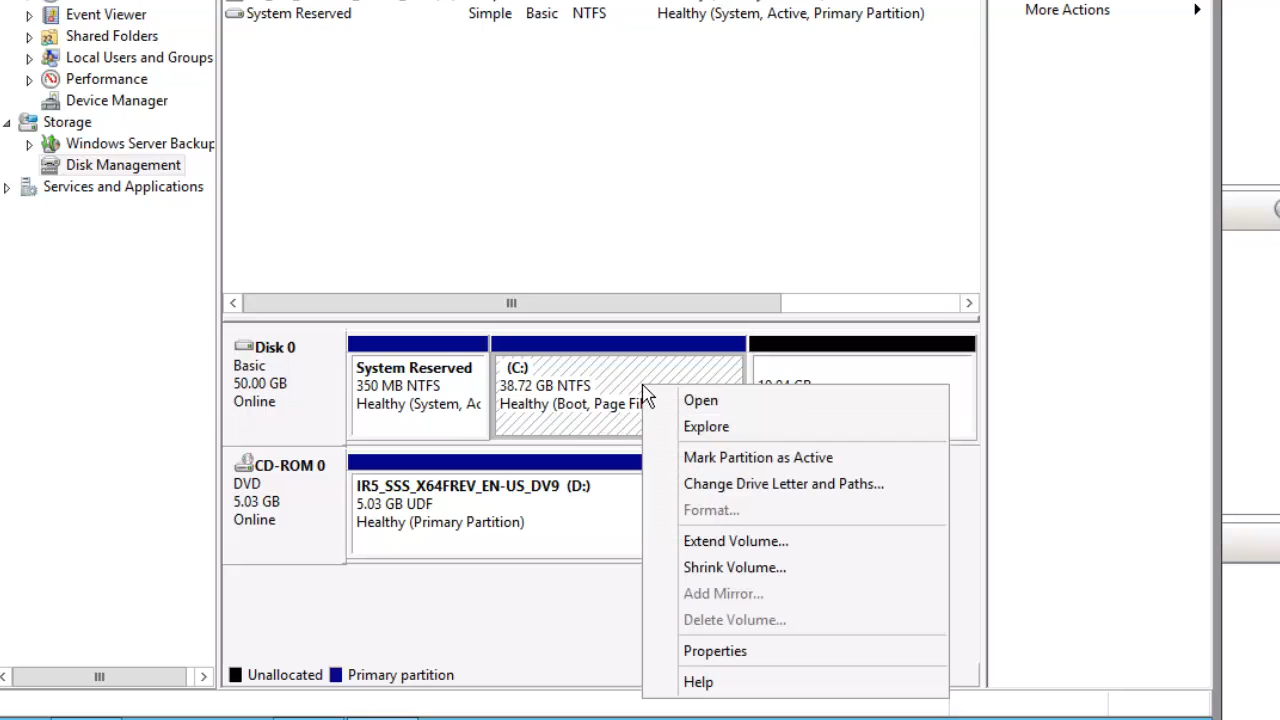 Event Viewer
Shared Folders
Local Users and Groups
Performance
Device Manager
Storage
Windows Server Backup
Disk Management
Services and Applications
System Reserved Simple Basic NTFS Healthy (System, Active, Primary Partition)
More Actions
Disk 0
Basic
50.00 GB
Online
System Reserved
350 MB NTFS
Healthy (System, Ac
(C:)
38.72 GB NTFS
Healthy (Boot, Page Fi
CD-ROM 0
DVD
5.03 GB
Online
IR5_SSS_X64FREV_EN-US_DV9 (D:)
5.03 GB UDF
Healthy (Primary Partition)
Open
Explore
Mark Partition as Active
Change Drive Letter and Paths...
Format...
Extend Volume...
Shrink Volume...
Add Mirror...
Delete Volume...
Properties
Help
Unallocated Primary partition